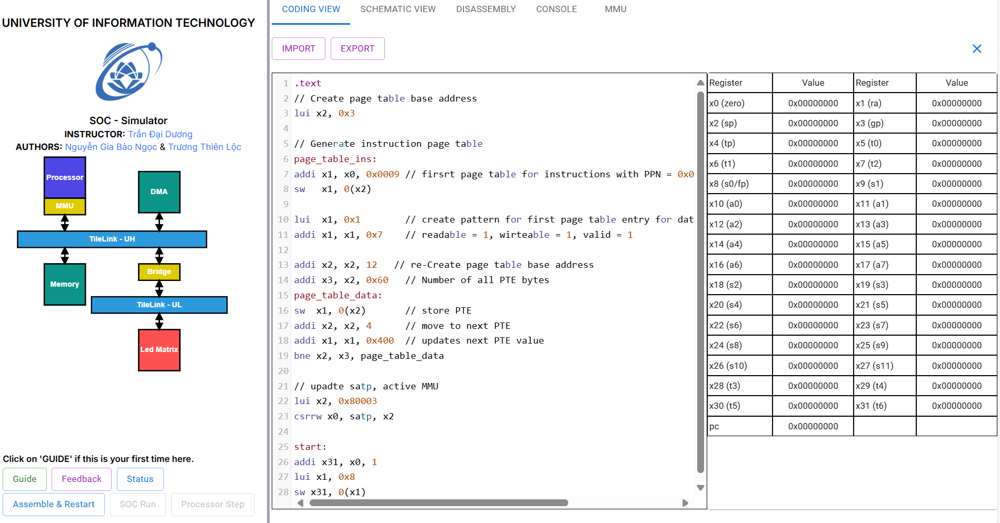 UNIVERSITY OF INFORMATION TECHNOLOGY
SOC - Simulator
INSTRUCTOR: Trần Đại Dương
AUTHORS: Nguyễn Gia Bảo Ngọc & Trương Thiên Lộc
Processor
MMU
DMA
TileLink - UH
Memory
Bridge
TileLink - UL
Led Matrix
Click on 'GUIDE' if this is your first time here.
Guide Feedback Status
Assemble & Restart SOC Run Processor Step
CODING VIEW SCHEMATIC VIEW DISASSEMBLY CONSOLE MMU
IMPORT EXPORT
1 .text
2 // Create page table base address
3 lui x2, 0x3
4
5 // Generate instruction page table
6 page_table_ins:
7 addi x1, x0, 0x0009 // firsrt page table for instructions with PPN = 0x0
8 sw   x1, 0(x2)
9
10 lui  x1, 0x1        // create pattern for first page table entry for dat
11 addi x1, x1, 0x7    // readable = 1, wirteable = 1, valid = 1
12
13 addi x2, x2, 12   // re-Create page table base address
14 addi x3, x2, 0x60   // Number of all PTE bytes
15 page_table_data:
16 sw  x1, 0(x2)       // store PTE
17 addi x2, x2, 4      // move to next PTE
18 addi x1, x1, 0x400  // updates next PTE value
19 bne x2, x3, page_table_data
20
21 // upadte satp, active MMU
22 lui x2, 0x80003
23 csrrw x0, satp, x2
24
25 start:
26 addi x31, x0, 1
27 lui x1, 0x8
28 sw x31, 0(x1)
Register Value Register Value
x0 (zero) 0x00000000 x1 (ra) 0x00000000
x2 (sp) 0x00000000 x3 (gp) 0x00000000
x4 (tp) 0x00000000 x5 (t0) 0x00000000
x6 (t1) 0x00000000 x7 (t2) 0x00000000
x8 (s0/fp) 0x00000000 x9 (s1) 0x00000000
x10 (a0) 0x00000000 x11 (a1) 0x00000000
x12 (a2) 0x00000000 x13 (a3) 0x00000000
x14 (a4) 0x00000000 x15 (a5) 0x00000000
x16 (a6) 0x00000000 x17 (a7) 0x00000000
x18 (s2) 0x00000000 x19 (s3) 0x00000000
x20 (s4) 0x00000000 x21 (s5) 0x00000000
x22 (s6) 0x00000000 x23 (s7) 0x00000000
x24 (s8) 0x00000000 x25 (s9) 0x00000000
x26 (s10) 0x00000000 x27 (s11) 0x00000000
x28 (t3) 0x00000000 x29 (t4) 0x00000000
x30 (t5) 0x00000000 x31 (t6) 0x00000000
pc 0x00000000